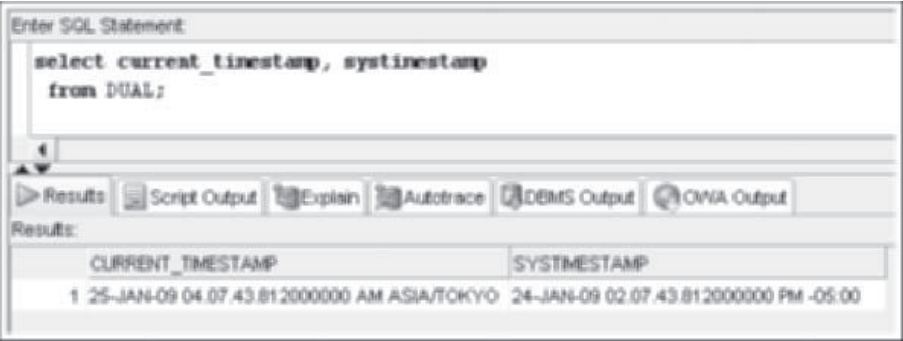 Enter SQL Statement:
select current_timestamp, systimestamp
from DUAL;
Results Script Output Explain Autotrace DBMS Output OWA Output
Results:
CURRENT_TIMESTAMP SYSTIMESTAMP
1 25-JAN-09 04.07.43.812000000 AM ASIA/TOKYO 24-JAN-09 02.07.43.812000000 PM -05:00